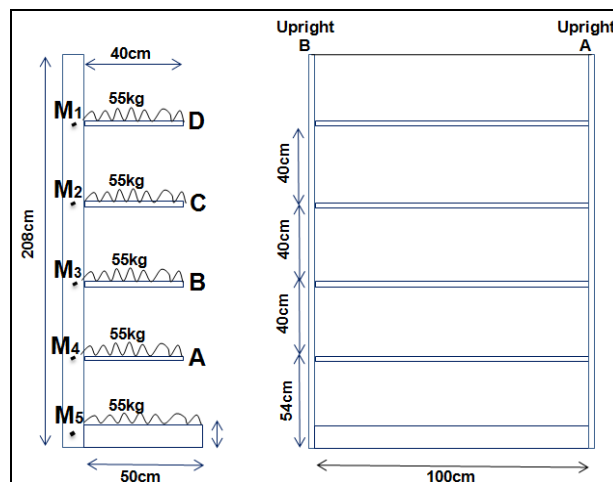 Upright
B
Upright
A
40cm
M1
55kg
D
M2
55kg
C
M3
55kg
B
M4
55kg
A
M5
55kg
208cm
50cm
40cm
40cm
40cm
54cm
100cm